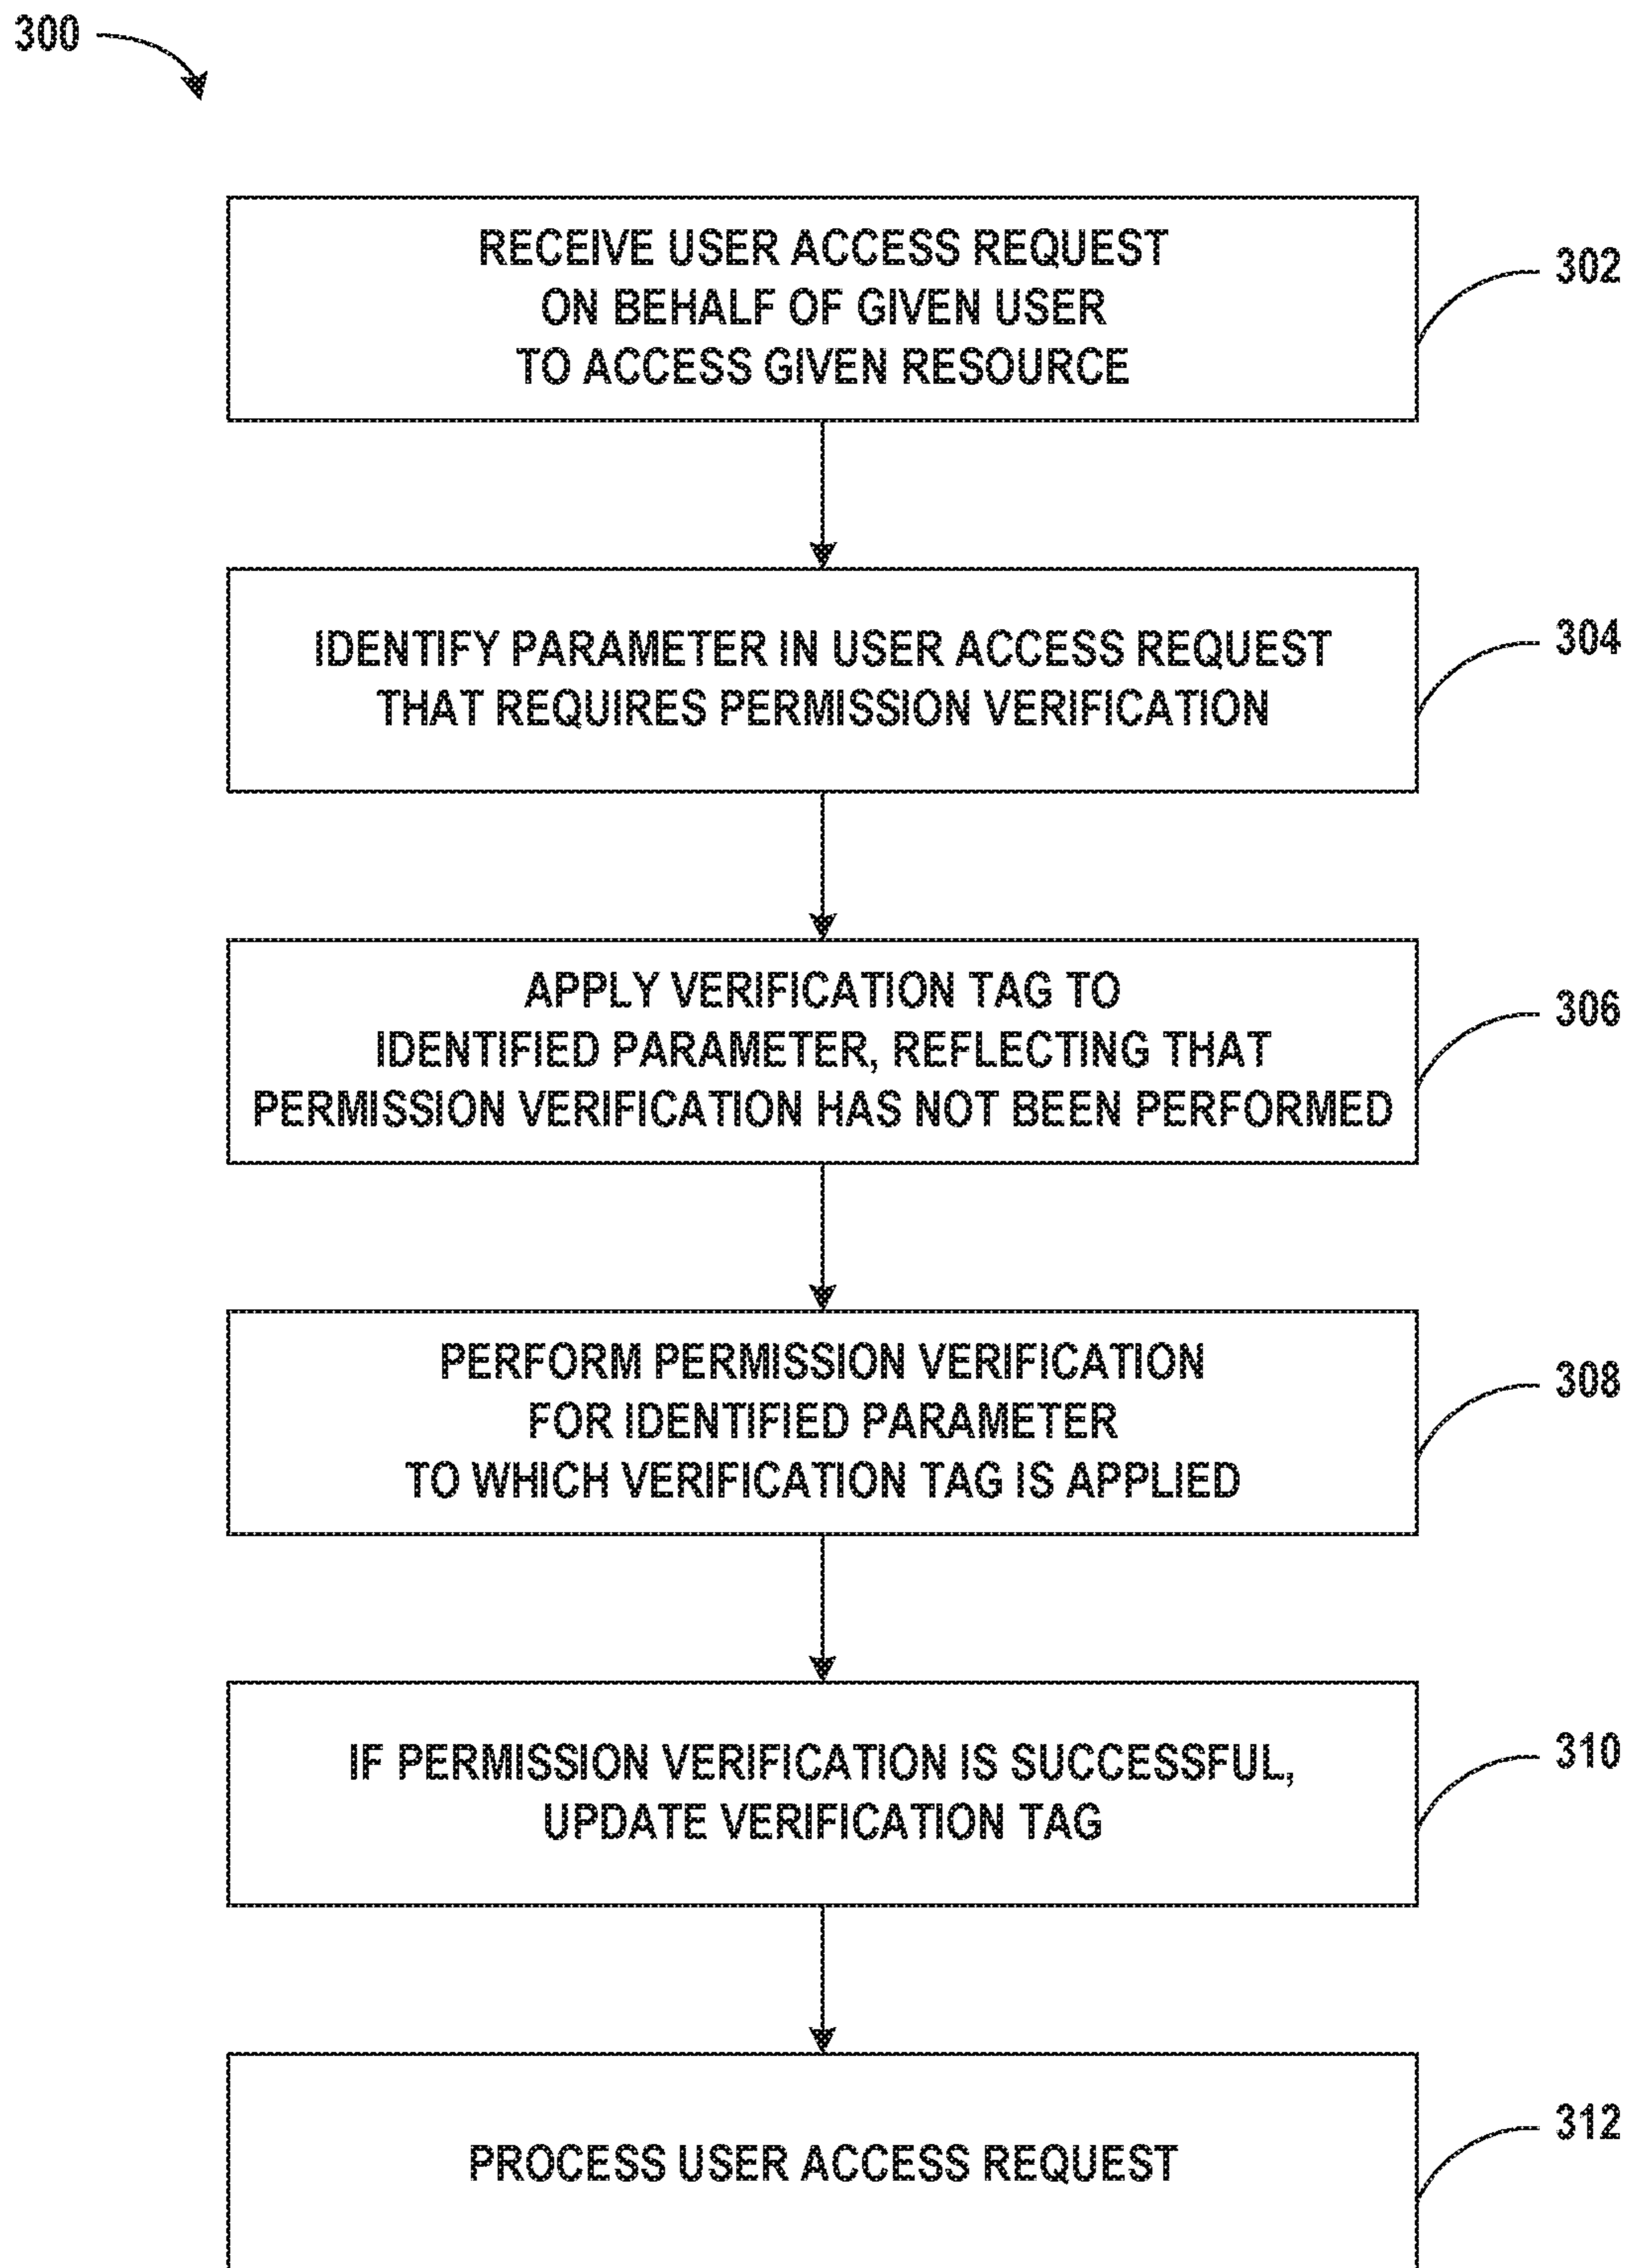 300
RECEIVE USER ACCESS REQUEST
ON BEHALF OF GIVEN USER
TO ACCESS GIVEN RESOURCE
302
IDENTIFY PARAMETER IN USER ACCESS REQUEST
THAT REQUIRES PERMISSION VERIFICATION
304
APPLY VERIFICATION TAG TO
IDENTIFIED PARAMETER, REFLECTING THAT
PERMISSION VERIFICATION HAS NOT BEEN PERFORMED
306
PERFORM PERMISSION VERIFICATION
FOR IDENTIFIED PARAMETER
TO WHICH VERIFICATION TAG IS APPLIED
308
IF PERMISSION VERIFICATION IS SUCCESSFUL,
UPDATE VERIFICATION TAG
310
PROCESS USER ACCESS REQUEST
312